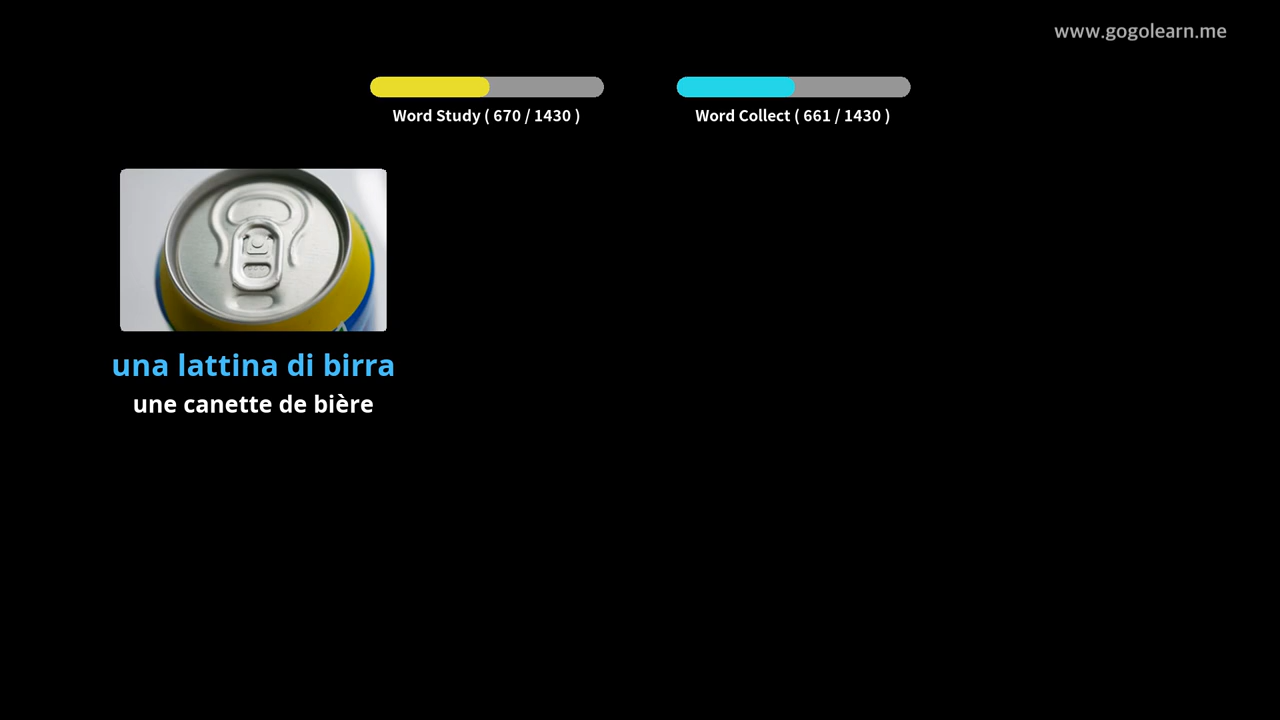 www.gogolearn.me
Word Study ( 670 / 1430 )
Word Collect ( 661 / 1430 )
una lattina di birra
une canette de bière